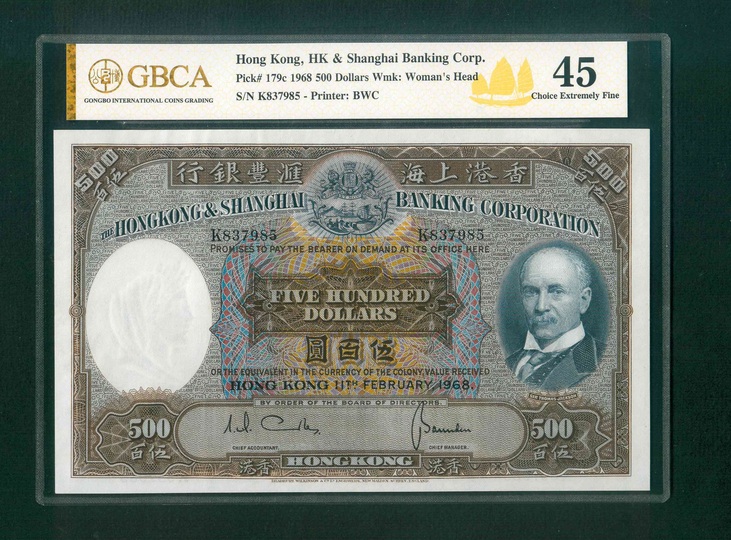 GBCA
GONGBO INTERNATIONAL COINS GRADING
Hong Kong, HK & Shanghai Banking Corp.
Pick# 179c 1968 500 Dollars Wmk: Woman's Head
S/N K837985 - Printer: BWC
45
Choice Extremely Fine
500
伍百
行銀豐滙
海上港香
500
伍百
THE HONGKONG & SHANGHAI BANKING CORPORATION
K837985 K837985
PROMISES TO PAY THE BEARER ON DEMAND AT ITS OFFICE HERE
FIVE HUNDRED
DOLLARS
圓百伍
OR THE EQUIVALENT IN THE CURRENCY OF THE COLONY, VALUE RECEIVED
HONG KONG 11TH FEBRUARY 1968.
BY ORDER OF THE BOARD OF DIRECTORS.
500 500
百伍 百伍
CHIEF ACCOUNTANT. CHIEF MANAGER.
港香 HONGKONG 港香